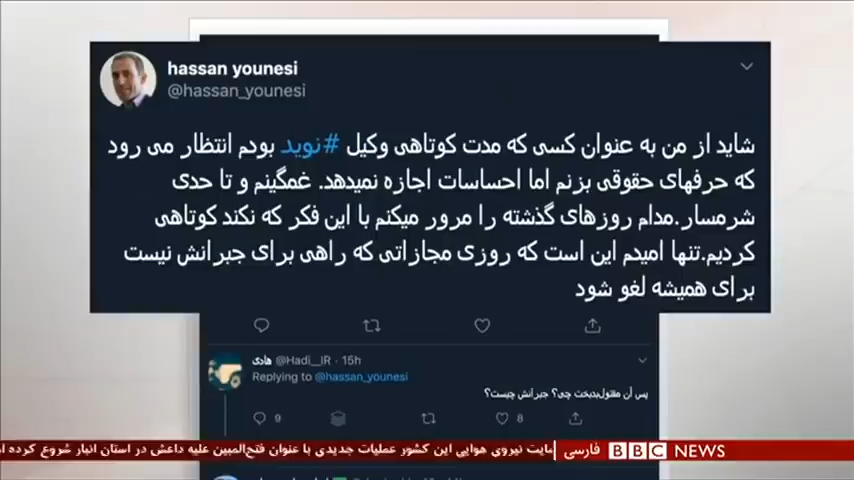 hassan younesi
@hassan_younesi
شاید از من به عنوان کسی که مدت کوتاهی وکیل #نوید بودم انتظار می رود
که حرفهای حقوقی بزنم اما احساسات اجازه نمیدهد. غمگینم و تا حدی
شرمسار.مدام روزهای گذشته را مرور میکنم با این فکر که نکند کوتاهی
کردیم.تنها امیدم این است که روزی مجازاتی که راهی برای جبرانش نیست
برای همیشه لغو شود
هادی @Hadi__IR · 15h
Replying to @hassan_younesi
پس آن مقتول‌بدبخت چی؟ جبرانش چیست؟
9
8
BBC NEWS فارسی
مایت نیروی هوایی این کشور عملیات جدیدی با عنوان فتح‌المبین علیه داعش در استان انبار شروع کرده